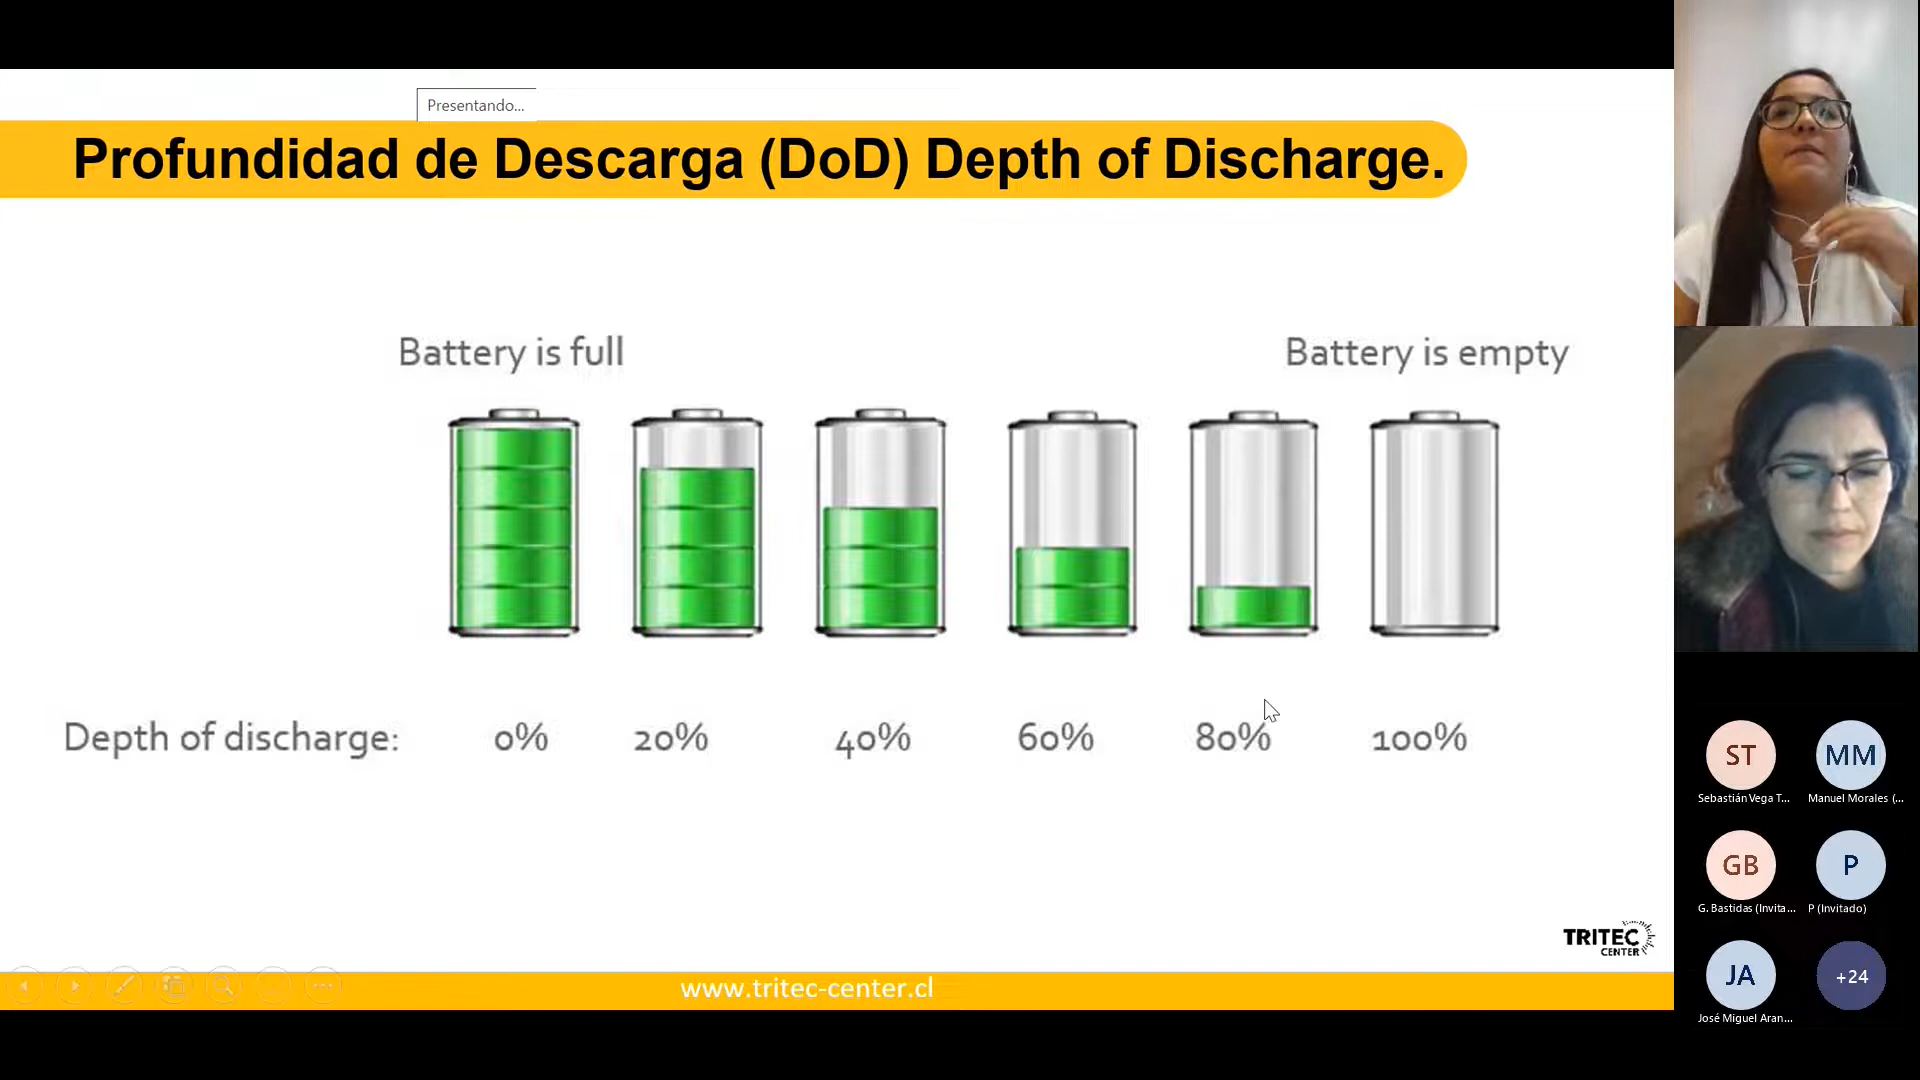 Presentando...
Profundidad de Descarga (DoD) Depth of Discharge.
Battery is full
Battery is empty
Depth of discharge: 0% 20% 40% 60% 80% 100%
TRITEC
CENTER
www.tritec-center.cl
ST
Sebastián Vega T...
MM
Manuel Morales (...
GB
G. Bastidas (Invita...
P
P (Invitado)
JA
José Miguel Aran...
+24